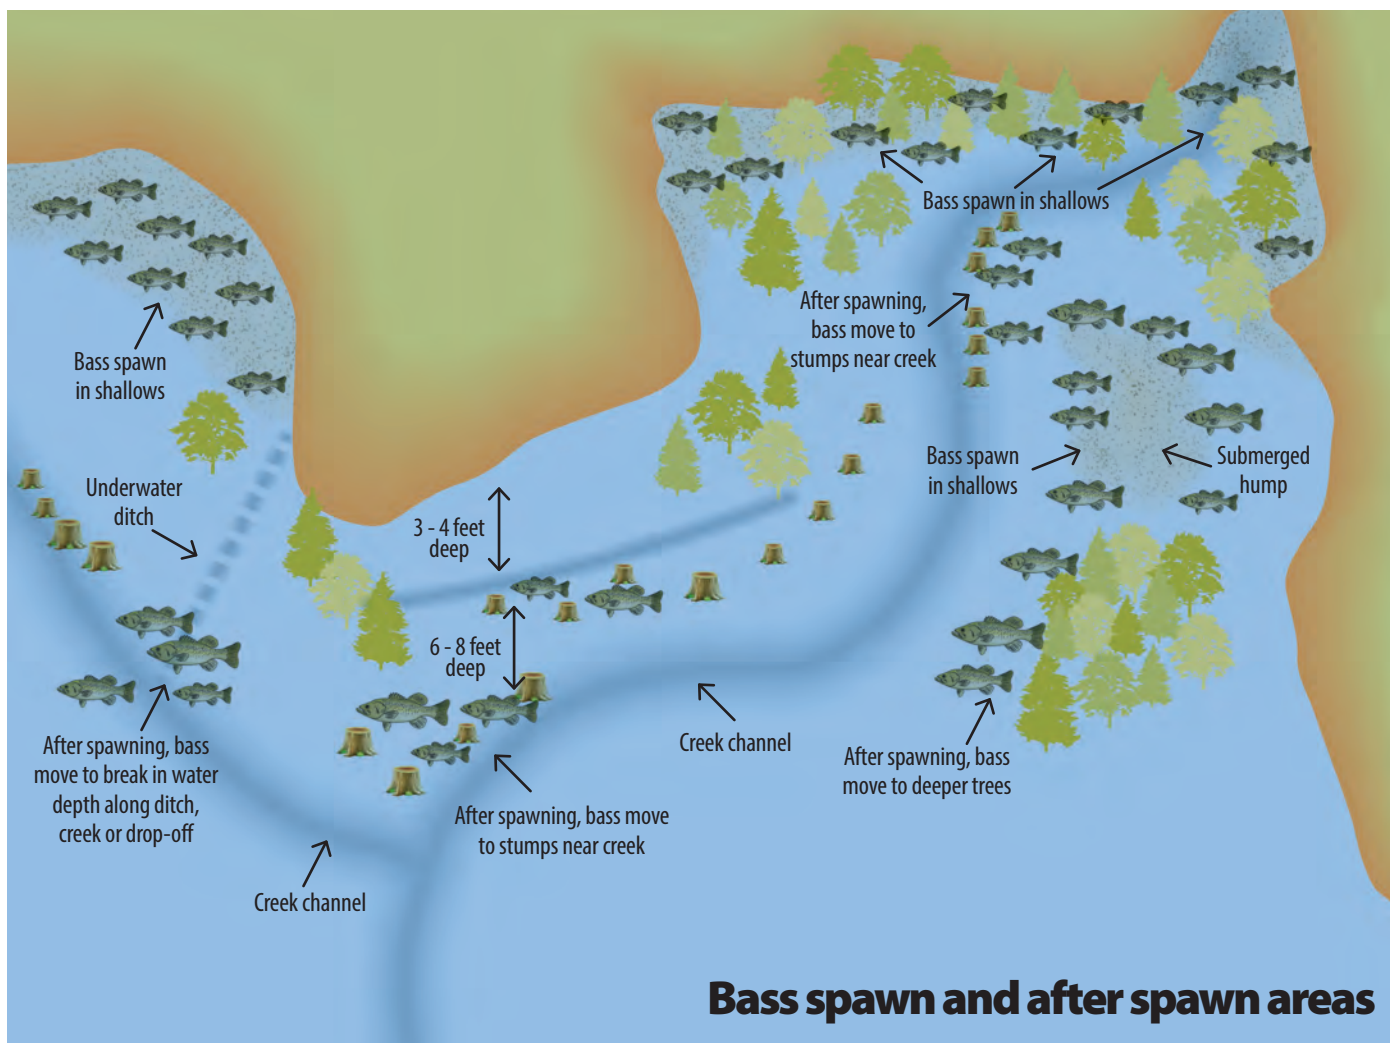 Bass spawn in shallows
After spawning,
bass move to
stumps near creek
Bass spawn
in shallows
Bass spawn
in shallows
Submerged
hump
Underwater
ditch
3 - 4 feet
deep
6 - 8 feet
deep
After spawning, bass
move to break in water
depth along ditch,
creek or drop-off
Creek channel
After spawning, bass
move to deeper trees
After spawning, bass move
to stumps near creek
Creek channel
Bass spawn and after spawn areas